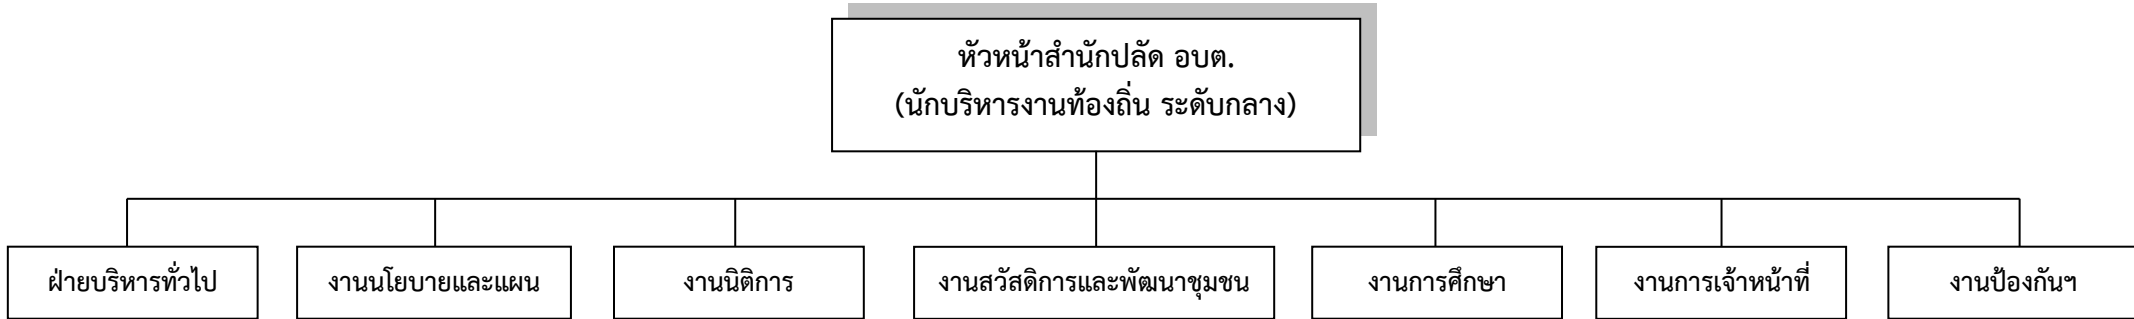 หัวหน้าสำนักปลัด อบต.
(นักบริหารงานท้องถิ่น ระดับกลาง)
ฝ่ายบริหารทั่วไป
งานนโยบายและแผน
งานนิติการ
งานสวัสดิการและพัฒนาชุมชน
งานการศึกษา
งานการเจ้าหน้าที่
งานป้องกันฯ